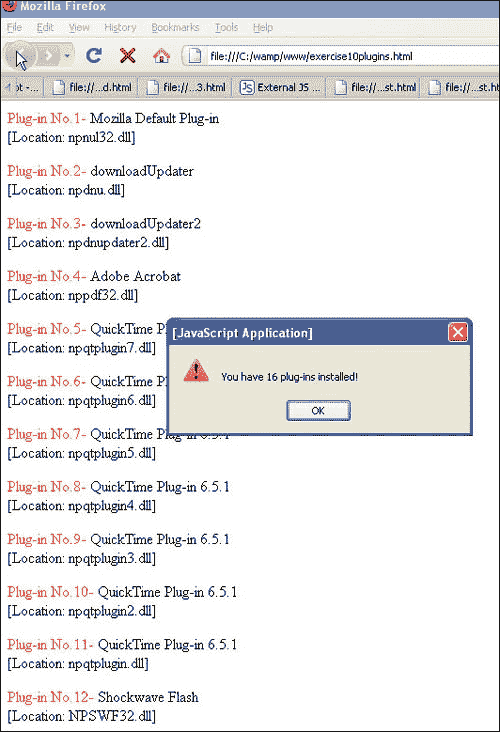 Mozilla Firefox
File Edit View History Bookmarks Tools Help
file:///C:/wamp/www/exercise10plugins.html
pt -... file://...d.html file://...3.html External JS ... file://...st.html file://...st.ht
Plug-in No.1- Mozilla Default Plug-in
[Location: npnul32.dll]
Plug-in No.2- downloadUpdater
[Location: npdnu.dll]
Plug-in No.3- downloadUpdater2
[Location: npdnupdater2.dll]
Plug-in No.4- Adobe Acrobat
[Location: nppdf32.dll]
Plug-in No.5- QuickTime Pl
[Location: npqtplugin7.dll]
Plug-in No.6- QuickTime Pl
[Location: npqtplugin6.dll]
Plug-in No.7- QuickTime Plug-in 6.5.1
[Location: npqtplugin5.dll]
Plug-in No.8- QuickTime Plug-in 6.5.1
[Location: npqtplugin4.dll]
Plug-in No.9- QuickTime Plug-in 6.5.1
[Location: npqtplugin3.dll]
Plug-in No.10- QuickTime Plug-in 6.5.1
[Location: npqtplugin2.dll]
Plug-in No.11- QuickTime Plug-in 6.5.1
[Location: npqtplugin.dll]
Plug-in No.12- Shockwave Flash
[Location: NPSWF32.dll]
[JavaScript Application]
You have 16 plug-ins installed!
OK